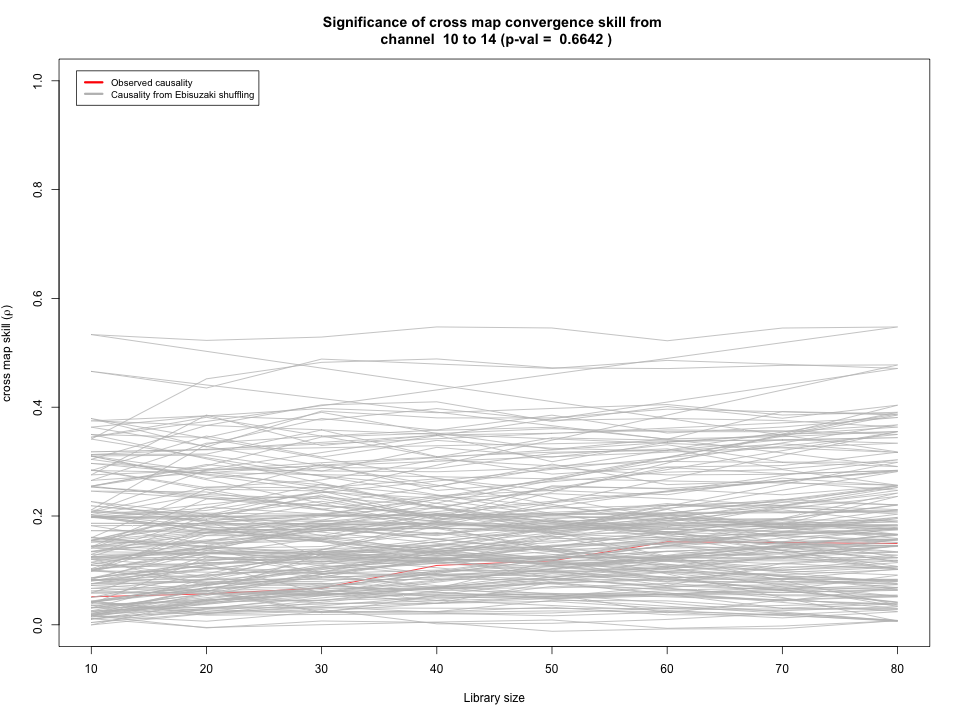 Significance of cross map convergence skill from
channel  10 to 14 (p-val =  0.6642 )
Observed causality
Causality from Ebisuzaki shuffling
cross map skill (ρ)
1.0
0.8
0.6
0.4
0.2
0.0
10 20 30 40 50 60 70 80
Library size